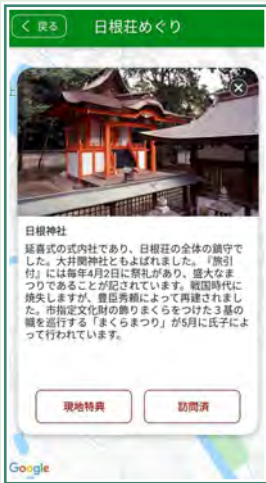 戻る 日根荘めぐり
日根神社
延喜式の式内社であり、日根荘の全体の鎮守で
した。大井関神社ともよばれました。『旅引
付』には毎年4月2日に祭礼があり、盛大なま
つりであることが記されています。戦国時代に
焼失しますが、豊臣秀頼によって再建されまし
た。市指定文化財の飾りまくらをつけた３基の
幟を巡行する「まくらまつり」が5月に氏子によ
って行われています。
現地特典 訪問済
Google